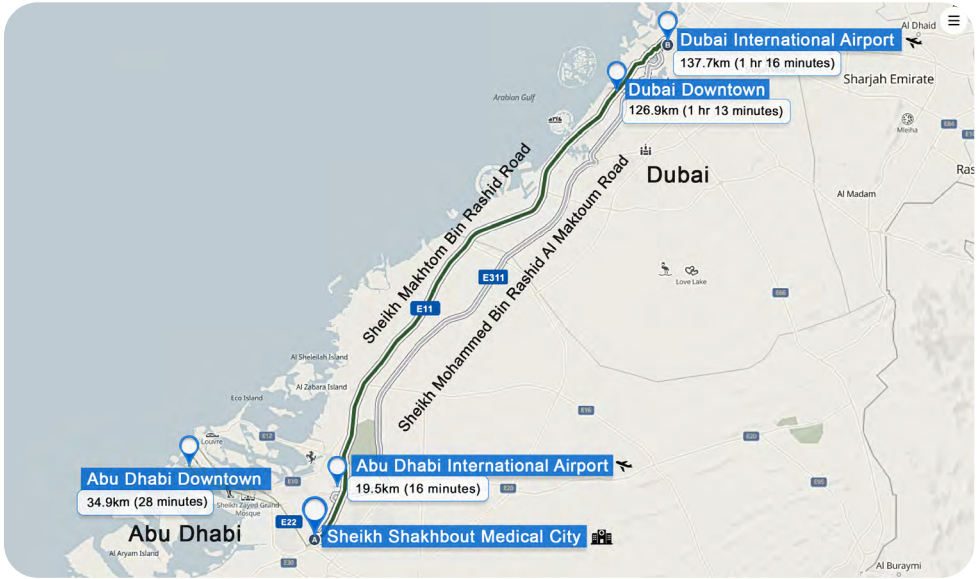 Al Dhaid
B
Dubai International Airport
137.7km (1 hr 16 minutes)
Dubai Downtown
126.9km (1 hr 13 minutes)
Sharjah Emirate
Arabian Gulf
Mleiha
E88
Dubai
Ras
Al Madam
Sheikh Makhtom Bin Rashid Road
Sheikh Mohammed Bin Rashid Al Maktoum Road
E311
Love Lake
E66
E11
Al Sheleilah Island
Al Zabara Island
Eco Island
E16
E12
E20
Louvre
Abu Dhabi International Airport
19.5km (16 minutes)
Abu Dhabi Downtown
34.9km (28 minutes)
E10
E20
E95
Sheikh Zayed Grand
Mosque
E22
Abu Dhabi
A
Sheikh Shakhbout Medical City
Al Aryam Island
E30
Al Buraymi